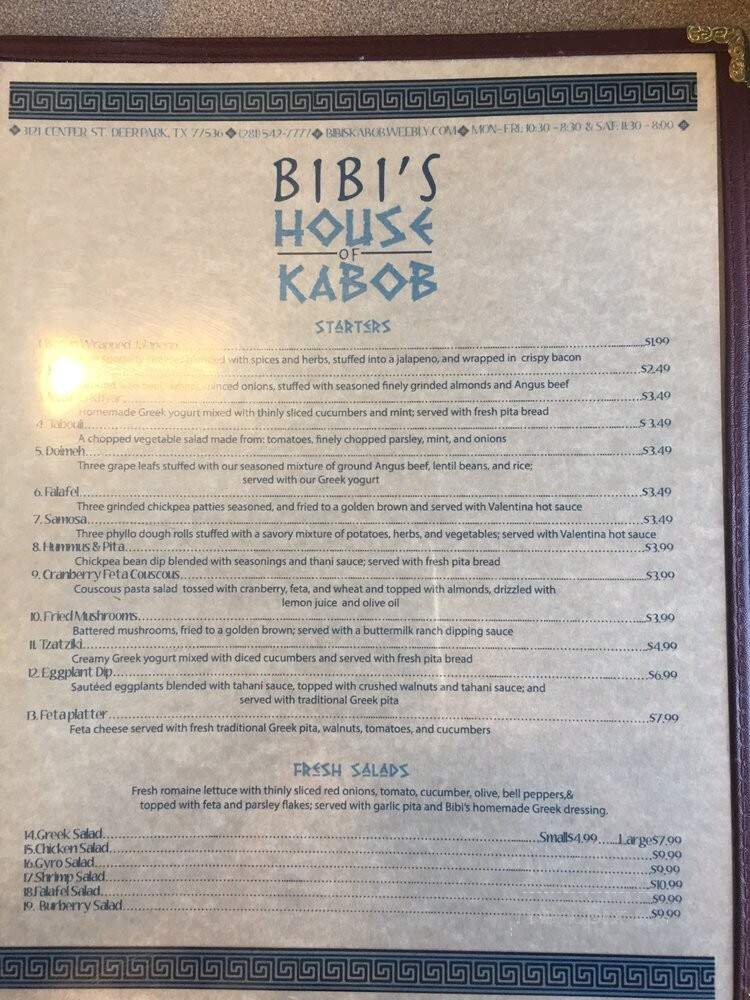 3121 CENTER ST. DEER PARK, TX 77536 (281) 542-7777 BIBISKABOB.WEEBLY.COM MON-FRI: 10:30 -8:30 & SAT: 11:30 - 8:00
BIBI'S
HOUSE
OF
KABOB
STARTERS
Wrapped Jalapeno $1.99
with spices and herbs, stuffed into a jalapeno, and wrapped in crispy bacon
$2.49
minced onions, stuffed with seasoned finely grinded almonds and Angus beef
$3.49
Homemade Greek yogurt mixed with thinly sliced cucumbers and mint; served with fresh pita bread
4. Tabouli $3.49
A chopped vegetable salad made from: tomatoes, finely chopped parsley, mint, and onions
5. Dolmeh $3.49
Three grape leafs stuffed with our seasoned mixture of ground Angus beef, lentil beans, and rice;
served with our Greek yogurt
6. Falafel $3.49
Three grinded chickpea patties seasoned, and fried to a golden brown and served with Valentina hot sauce
7. Samosa $3.49
Three phyllo dough rolls stuffed with a savory mixture of potatoes, herbs, and vegetables; served with Valentina hot sauce
8. Hummus & Pita $3.99
Chickpea bean dip blended with seasonings and thani sauce; served with fresh pita bread
9. Cranberry Feta Couscous $3.99
Couscous pasta salad tossed with cranberry, feta, and wheat and topped with almonds, drizzled with
lemon juice and olive oil
10. Fried Mushrooms $3.99
Battered mushrooms, fried to a golden brown; served with a buttermilk ranch dipping sauce
11. Tzatziki $4.99
Creamy Greek yogurt mixed with diced cucumbers and served with fresh pita bread
12. Eggplant Dip $6.99
Sautéed eggplants blended with tahani sauce, topped with crushed walnuts and tahani sauce; and
served with traditional Greek pita
13. Feta platter $7.99
Feta cheese served with fresh traditional Greek pita, walnuts, tomatoes, and cucumbers
FRESH SALADS
Fresh romaine lettuce with thinly sliced red onions, tomato, cucumber, olive, bell peppers,&
topped with feta and parsley flakes; served with garlic pita and Bibi's homemade Greek dressing.
14. Greek Salad Small$4.99 Large$7.99
15. Chicken Salad $9.99
16. Gyro Salad $9.99
17. Shrimp Salad $10.99
18. Falafel Salad $9.99
19. Burberry Salad $9.99